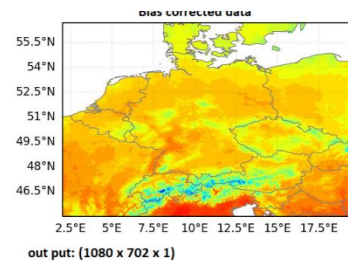 Bias corrected data
55.5°N
54°N
52.5°N
51°N
49.5°N
48°N
46.5°N
2.5°E 5°E 7.5°E 10°E 12.5°E 15°E 17.5°E
out put: (1080 x 702 x 1)